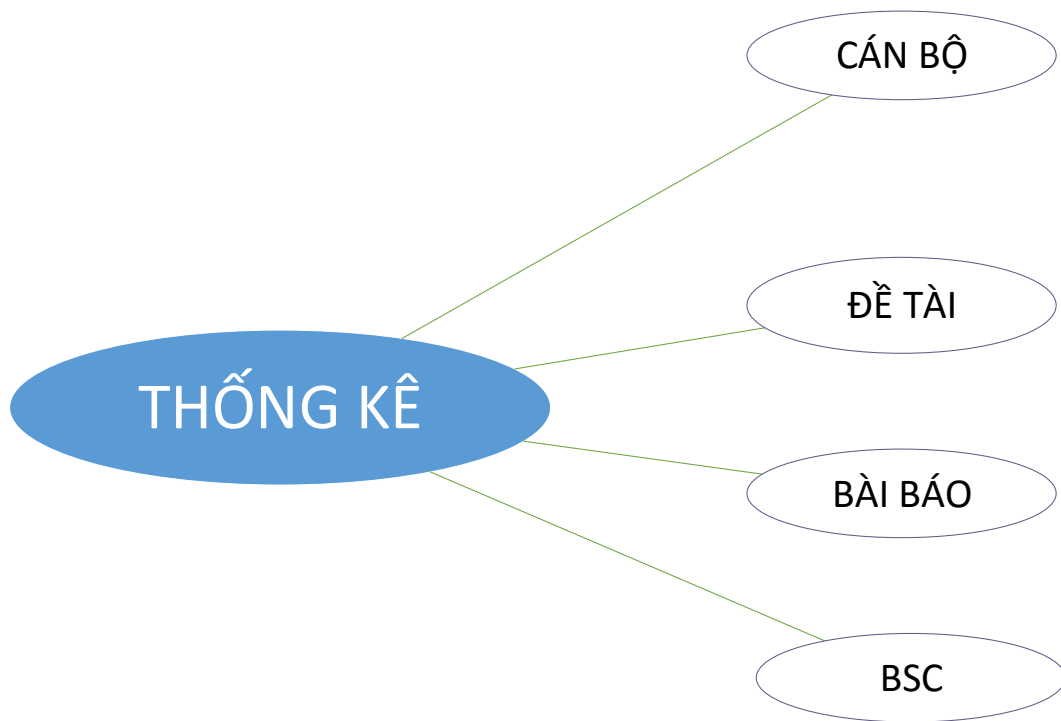 CÁN BỘ
ĐỀ TÀI
THỐNG KÊ
BÀI BÁO
BSC